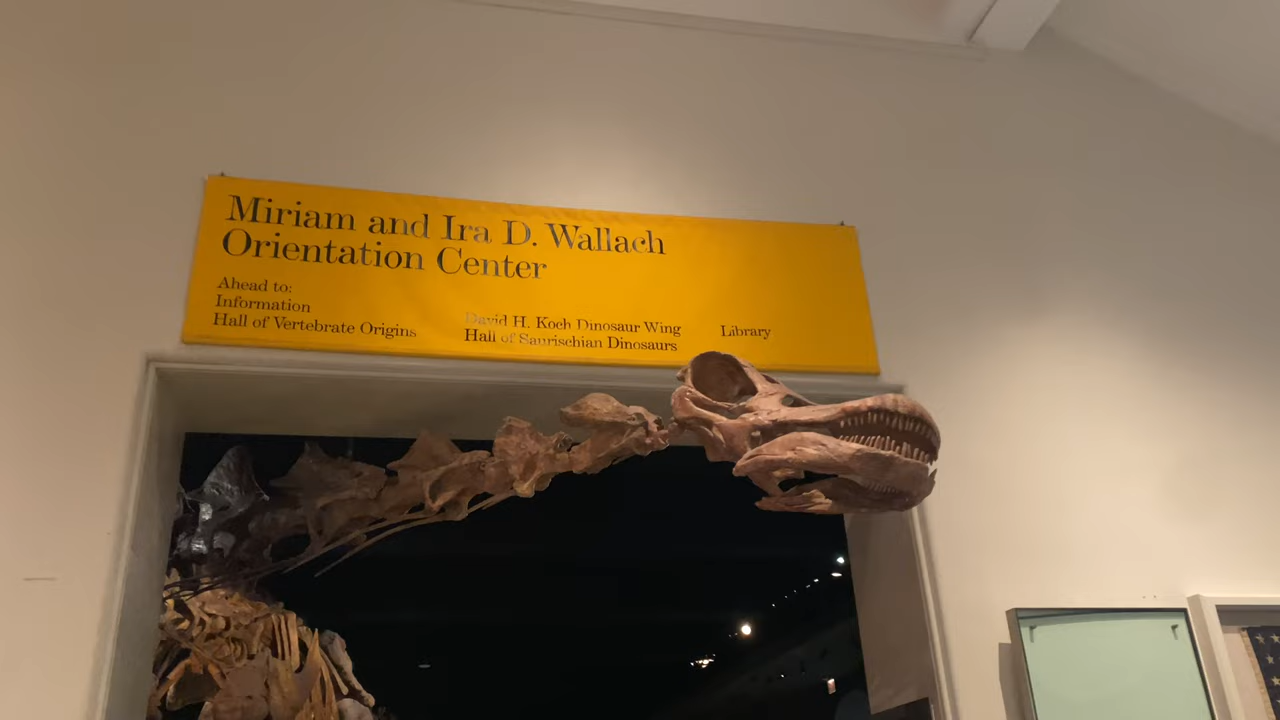 Miriam and Ira D. Wallach
Orientation Center
Ahead to:
Information
Hall of Vertebrate Origins
David H. Koch Dinosaur Wing
Hall of Saurischian Dinosaurs
Library